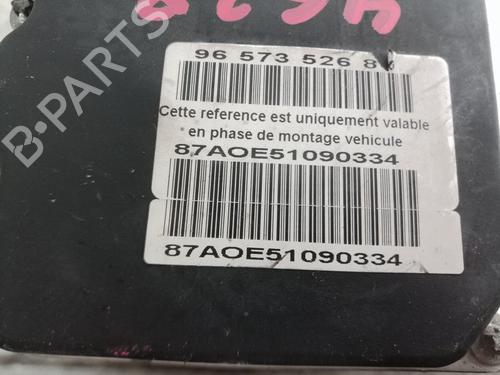 96 573 526 8
Cette reference est uniquement valable
en phase de montage vehicule
87AOE51090334
87AOE51090334
B-PARTS